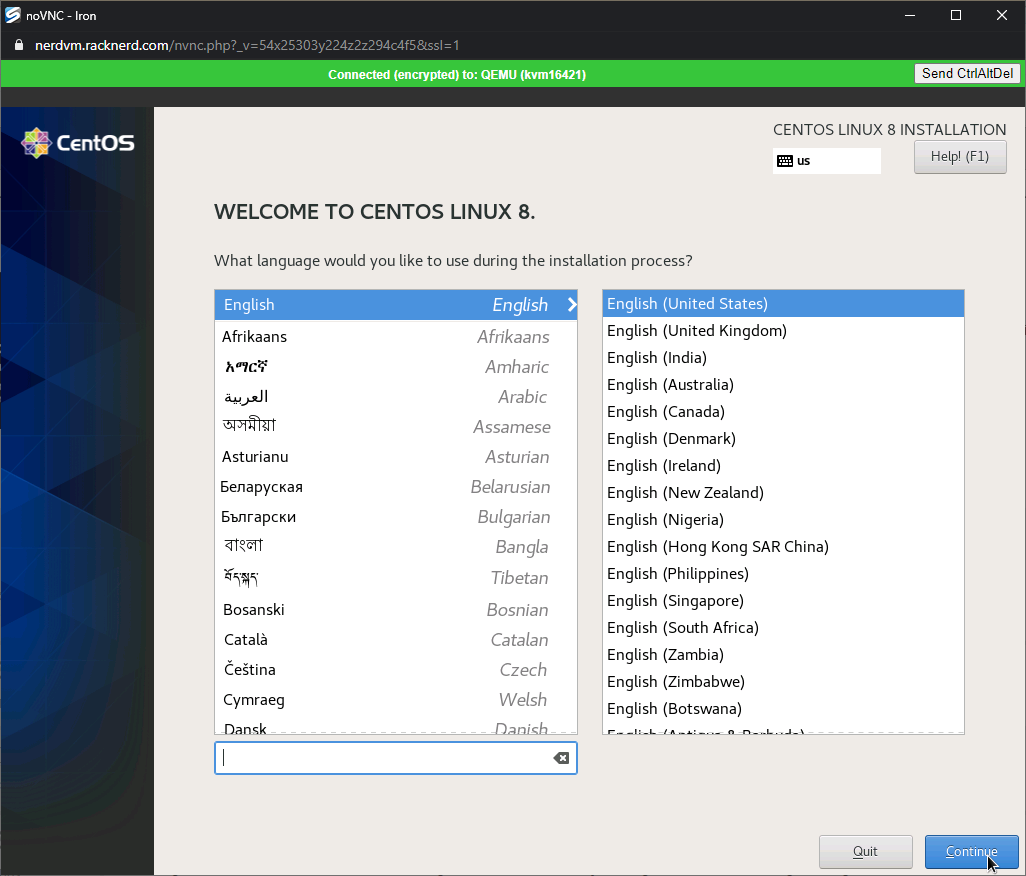 noVNC - Iron
nerdvm.racknerd.com/nvnc.php?_v=54x25303y224z2z294c4f5&ssl=1
Connected (encrypted) to: QEMU (kvm16421)
Send CtrlAltDel
CentOS
CENTOS LINUX 8 INSTALLATION
us
Help! (F1)
WELCOME TO CENTOS LINUX 8.
What language would you like to use during the installation process?
English English
Afrikaans Afrikaans
አማርኛ Amharic
العربية Arabic
অসমীয়া Assamese
Asturianu Asturian
Беларуская Belarusian
Български Bulgarian
বাংলা Bangla
བོད་སྐད་ Tibetan
Bosanski Bosnian
Català Catalan
Čeština Czech
Cymraeg Welsh
Dansk Danish
English (United States)
English (United Kingdom)
English (India)
English (Australia)
English (Canada)
English (Denmark)
English (Ireland)
English (New Zealand)
English (Nigeria)
English (Hong Kong SAR China)
English (Philippines)
English (Singapore)
English (South Africa)
English (Zambia)
English (Zimbabwe)
English (Botswana)
English (Antigua & Barbuda)
Quit
Continue